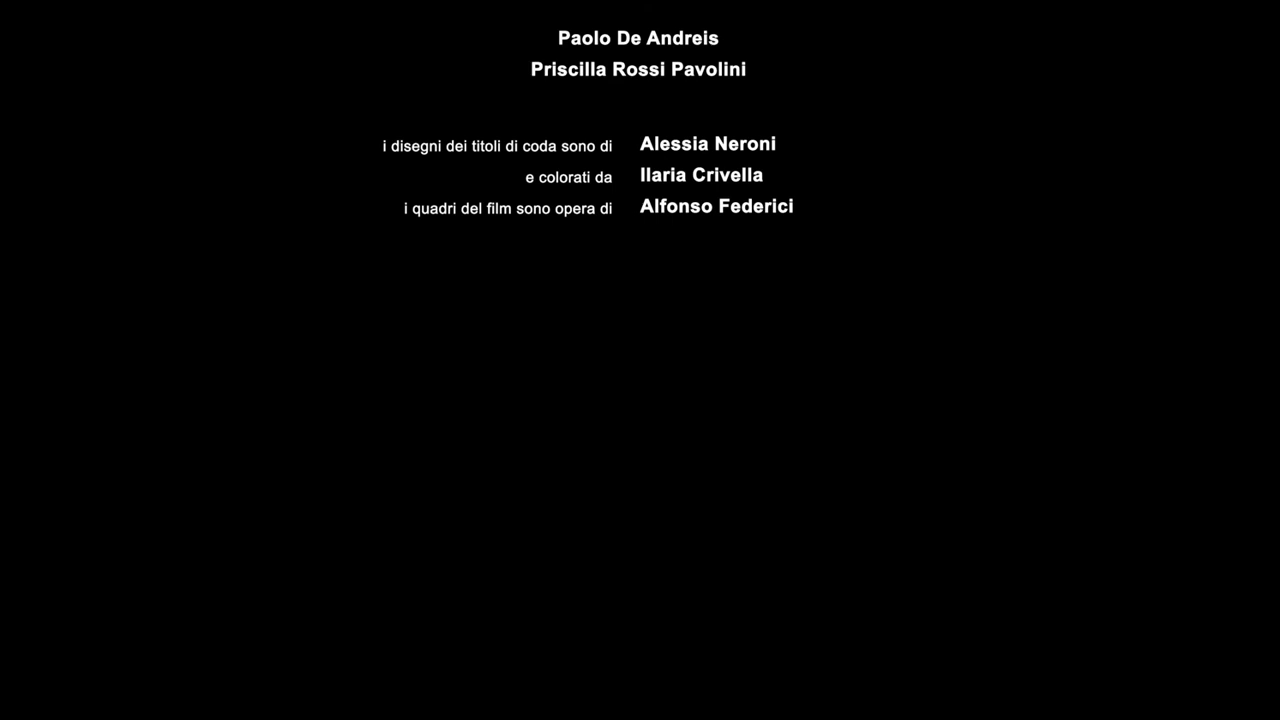 Paolo De Andreis
Priscilla Rossi Pavolini
i disegni dei titoli di coda sono di Alessia Neroni
e colorati da Ilaria Crivella
i quadri del film sono opera di Alfonso Federici